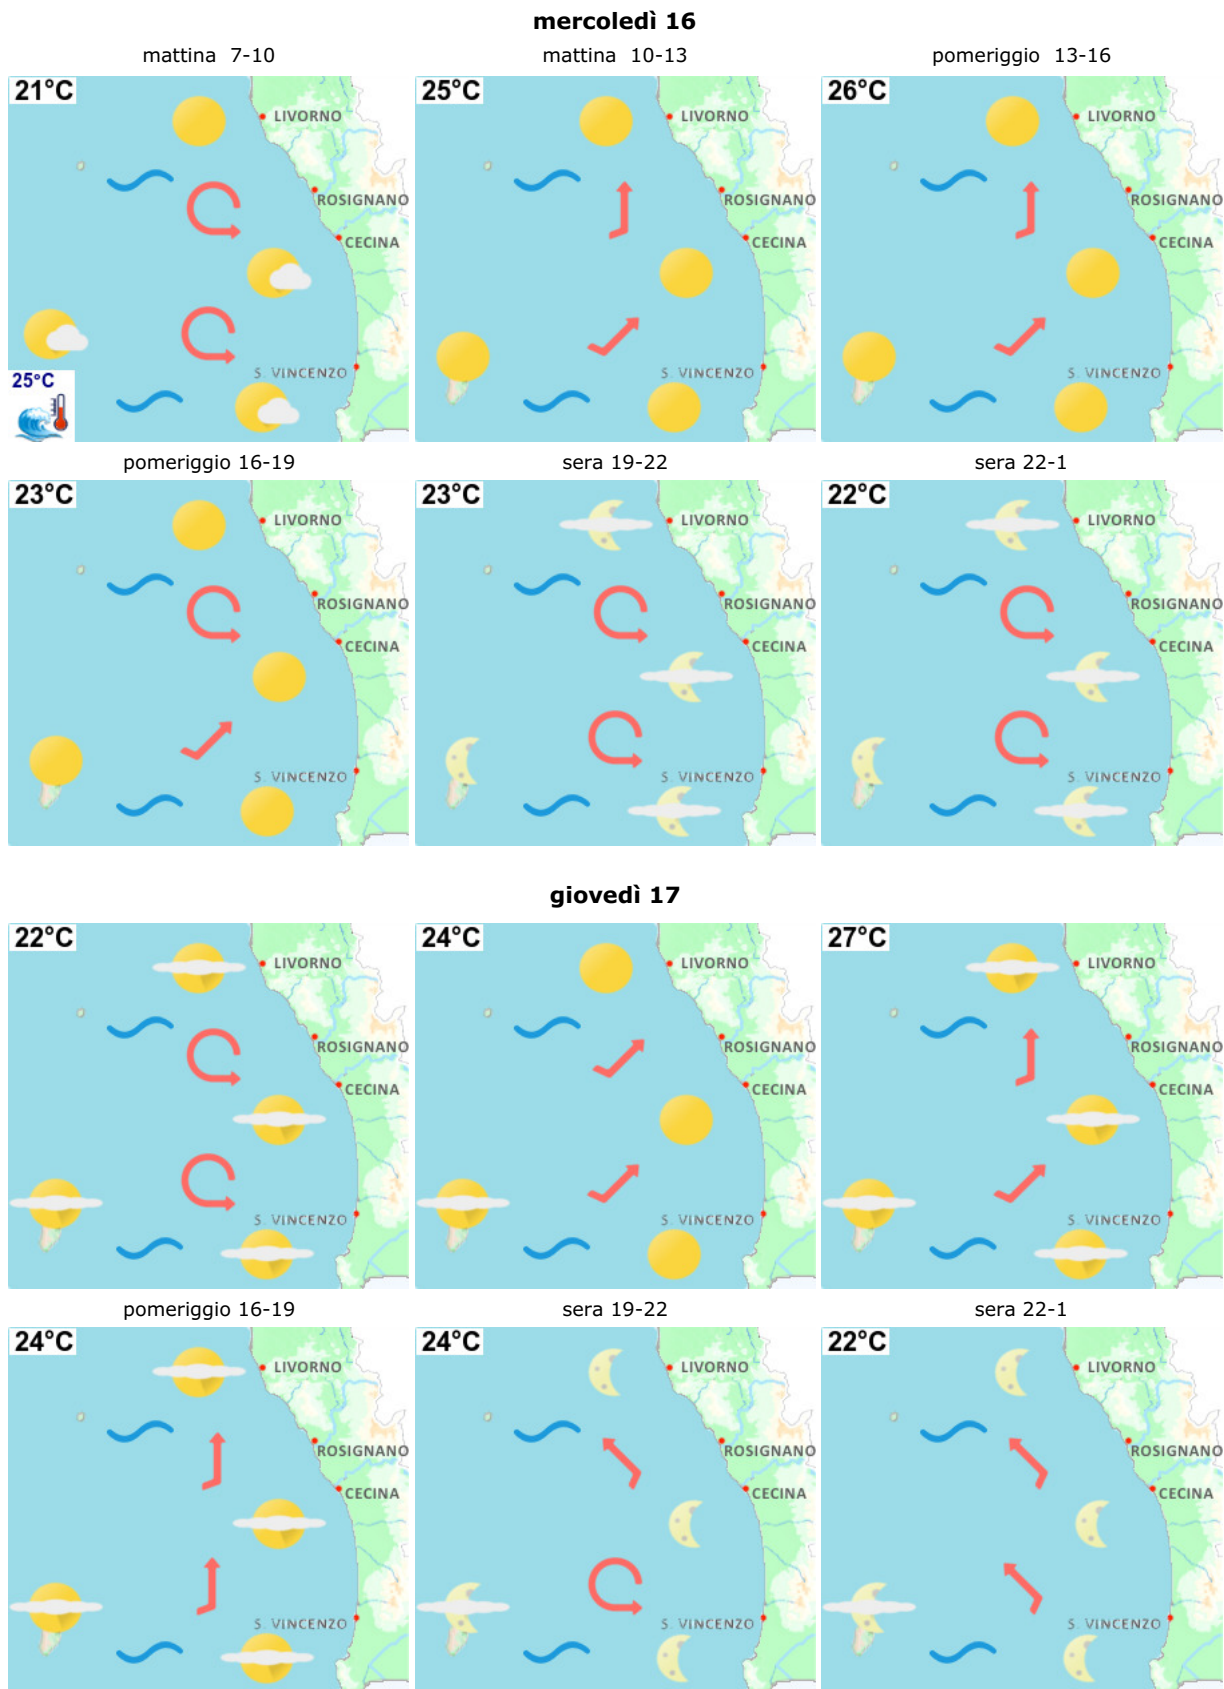 mercoledì 16
mattina 7-10
mattina 10-13
pomeriggio 13-16
21°C
LIVORNO
ROSIGNANO
CECINA
25°C
S. VINCENZO
25°C
LIVORNO
ROSIGNANO
CECINA
S. VINCENZO
26°C
LIVORNO
ROSIGNANO
CECINA
S. VINCENZO
pomeriggio 16-19
sera 19-22
sera 22-1
23°C
LIVORNO
ROSIGNANO
CECINA
S. VINCENZO
23°C
LIVORNO
ROSIGNANO
CECINA
S. VINCENZO
22°C
LIVORNO
ROSIGNANO
CECINA
S. VINCENZO
giovedì 17
22°C
LIVORNO
ROSIGNANO
CECINA
S. VINCENZO
24°C
LIVORNO
ROSIGNANO
CECINA
S. VINCENZO
27°C
LIVORNO
ROSIGNANO
CECINA
S. VINCENZO
pomeriggio 16-19
sera 19-22
sera 22-1
24°C
LIVORNO
ROSIGNANO
CECINA
S. VINCENZO
24°C
LIVORNO
ROSIGNANO
CECINA
S. VINCENZO
22°C
LIVORNO
ROSIGNANO
CECINA
S. VINCENZO